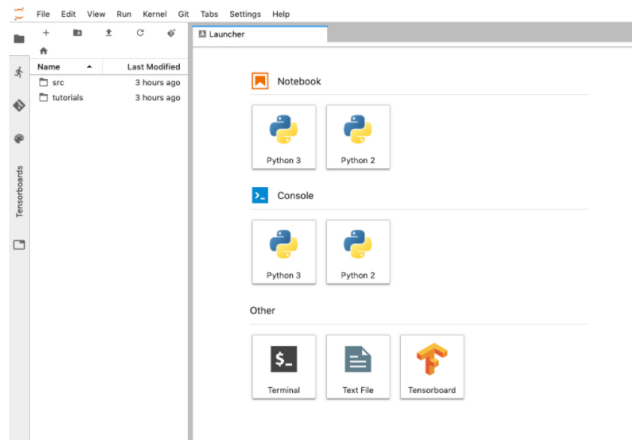 File Edit View Run Kernel Git Tabs Settings Help
Launcher
Name Last Modified
src 3 hours ago
tutorials 3 hours ago
Tensorboards
Notebook
Python 3 Python 2
Console
Python 3 Python 2
Other
$_
Terminal Text File Tensorboard